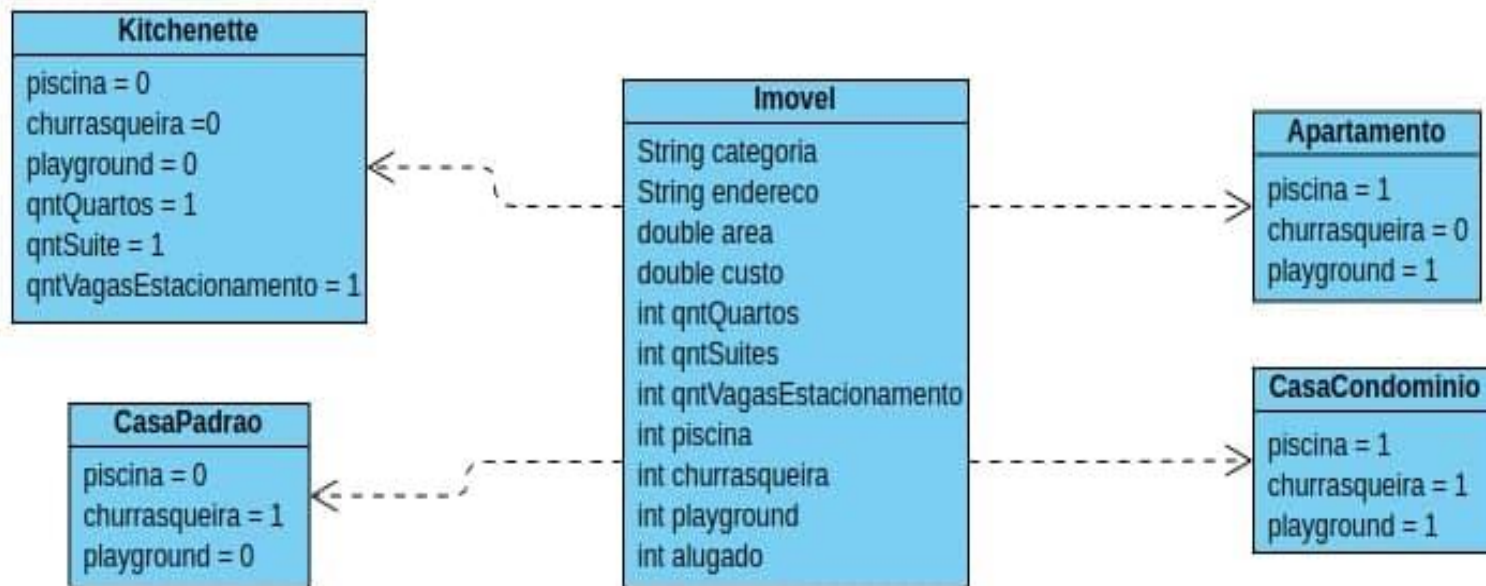 Kitchenette
piscina = 0
churrasqueira =0
playground = 0
qntQuartos = 1
qntSuite = 1
qntVagasEstacionamento = 1
CasaPadrao
piscina = 0
churrasqueira = 1
playground = 0
Imovel
String categoria
String endereco
double area
double custo
int qntQuartos
int qntSuites
int qntVagasEstacionamento
int piscina
int churrasqueira
int playground
int alugado
Apartamento
piscina = 1
churrasqueira = 0
playground = 1
CasaCondominio
piscina = 1
churrasqueira = 1
playground = 1